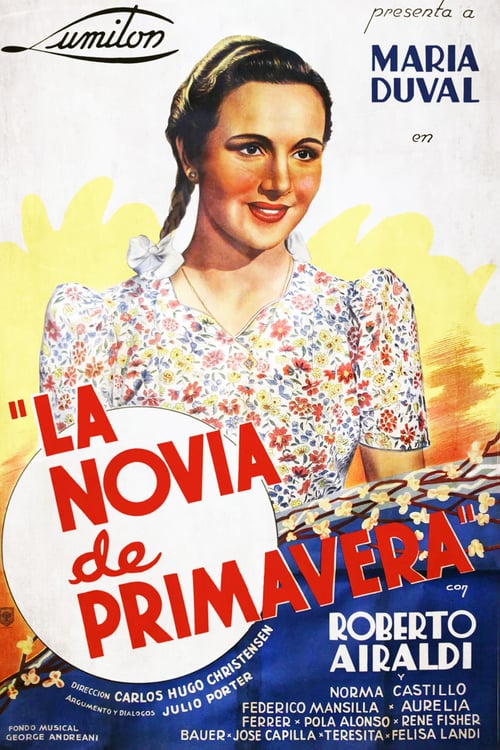 Lumiton
presenta a
MARIA
DUVAL
en
"LA
NOVIA
de
PRIMAVERA"
con
ROBERTO
AIRALDI
Y
NORMA CASTILLO
FEDERICO MANSILLA × AURELIA
FERRER × POLA ALONSO × RENE FISHER
BAUER × JOSE CAPILLA × TERESITA × FELISA LANDI
DIRECCION CARLOS HUGO CHRISTENSEN
ARGUMENTO Y DIALOGOS JULIO PORTER
FONDO MUSICAL
GEORGE ANDREANI